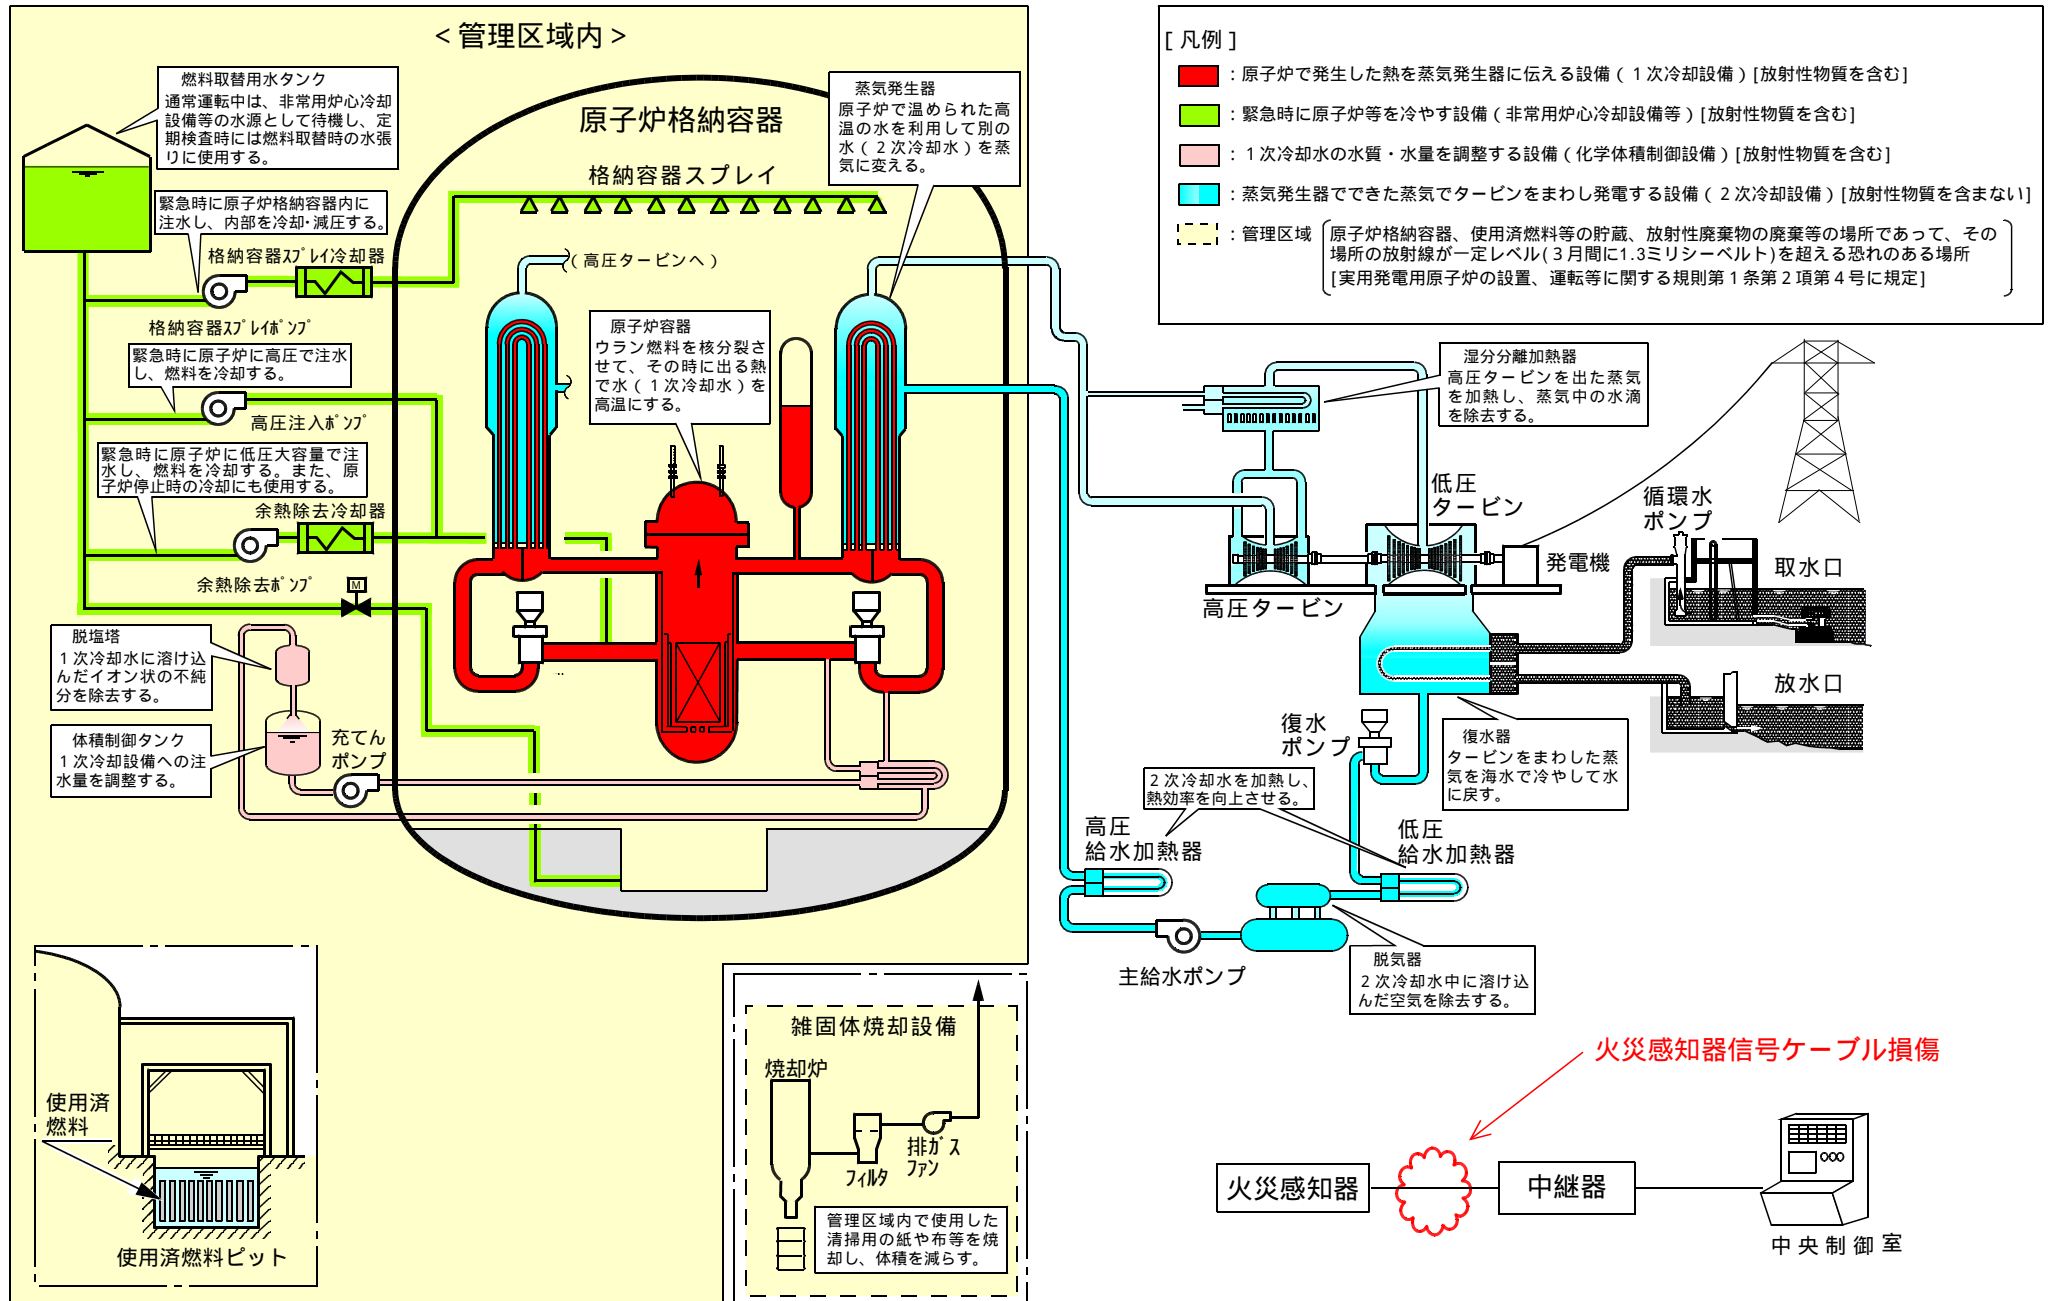 ＜管理区域内＞
燃料取替用水タンク
通常運転中は、非常用炉心冷却
設備等の水源として待機し、定
期検査時には燃料取替時の水張
りに使用する。
原子炉格納容器
蒸気発生器
原子炉で温められた高
温の水を利用して別の
水（２次冷却水）を蒸
気に変える。
格納容器スプレイ
緊急時に原子炉格納容器内に
注水し、内部を冷却・減圧する。
格納容器ｽﾌﾟﾚｲ冷却器
（高圧タービンへ）
格納容器ｽﾌﾟﾚｲﾎﾟﾝﾌﾟ
原子炉容器
ウラン燃料を核分裂さ
せて、その時に出る熱
で水（１次冷却水）を
高温にする。
緊急時に原子炉に高圧で注水
し、燃料を冷却する。
高圧注入ﾎﾟﾝﾌﾟ
緊急時に原子炉に低圧大容量で注
水し、燃料を冷却する。また、原
子炉停止時の冷却にも使用する。
余熱除去冷却器
余熱除去ﾎﾟﾝﾌﾟ
M
脱塩塔
１次冷却水に溶け込
んだイオン状の不純
分を除去する。
体積制御タンク
１次冷却設備への注
水量を調整する。
充てん
ポンプ
[凡例]
：原子炉で発生した熱を蒸気発生器に伝える設備（１次冷却設備）[放射性物質を含む]
：緊急時に原子炉等を冷やす設備（非常用炉心冷却設備等）[放射性物質を含む]
：１次冷却水の水質・水量を調整する設備（化学体積制御設備）[放射性物質を含む]
：蒸気発生器でできた蒸気でタービンをまわし発電する設備（２次冷却設備）[放射性物質を含まない]
：管理区域
原子炉格納容器、使用済燃料等の貯蔵、放射性廃棄物の廃棄等の場所であって、その
場所の放射線が一定レベル(３月間に1.3ミリシーベルト)を超える恐れのある場所
[実用発電用原子炉の設置、運転等に関する規則第１条第２項第４号に規定]
湿分分離加熱器
高圧タービンを出た蒸気
を加熱し、蒸気中の水滴
を除去する。
低圧
タービン
循環水
ポンプ
発電機
取水口
高圧タービン
放水口
復水
ポンプ
復水器
タービンをまわした蒸
気を海水で冷やして水
に戻す。
２次冷却水を加熱し、
熱効率を向上させる。
高圧
給水加熱器
低圧
給水加熱器
主給水ポンプ
脱気器
２次冷却水中に溶け込
んだ空気を除去する。
使用済
燃料
使用済燃料ピット
雑固体焼却設備
焼却炉
フィルタ
排ｶﾞｽ
ファン
管理区域内で使用した
清掃用の紙や布等を焼
却し、体積を減らす。
火災感知器信号ケーブル損傷
火災感知器
中継器
中央制御室